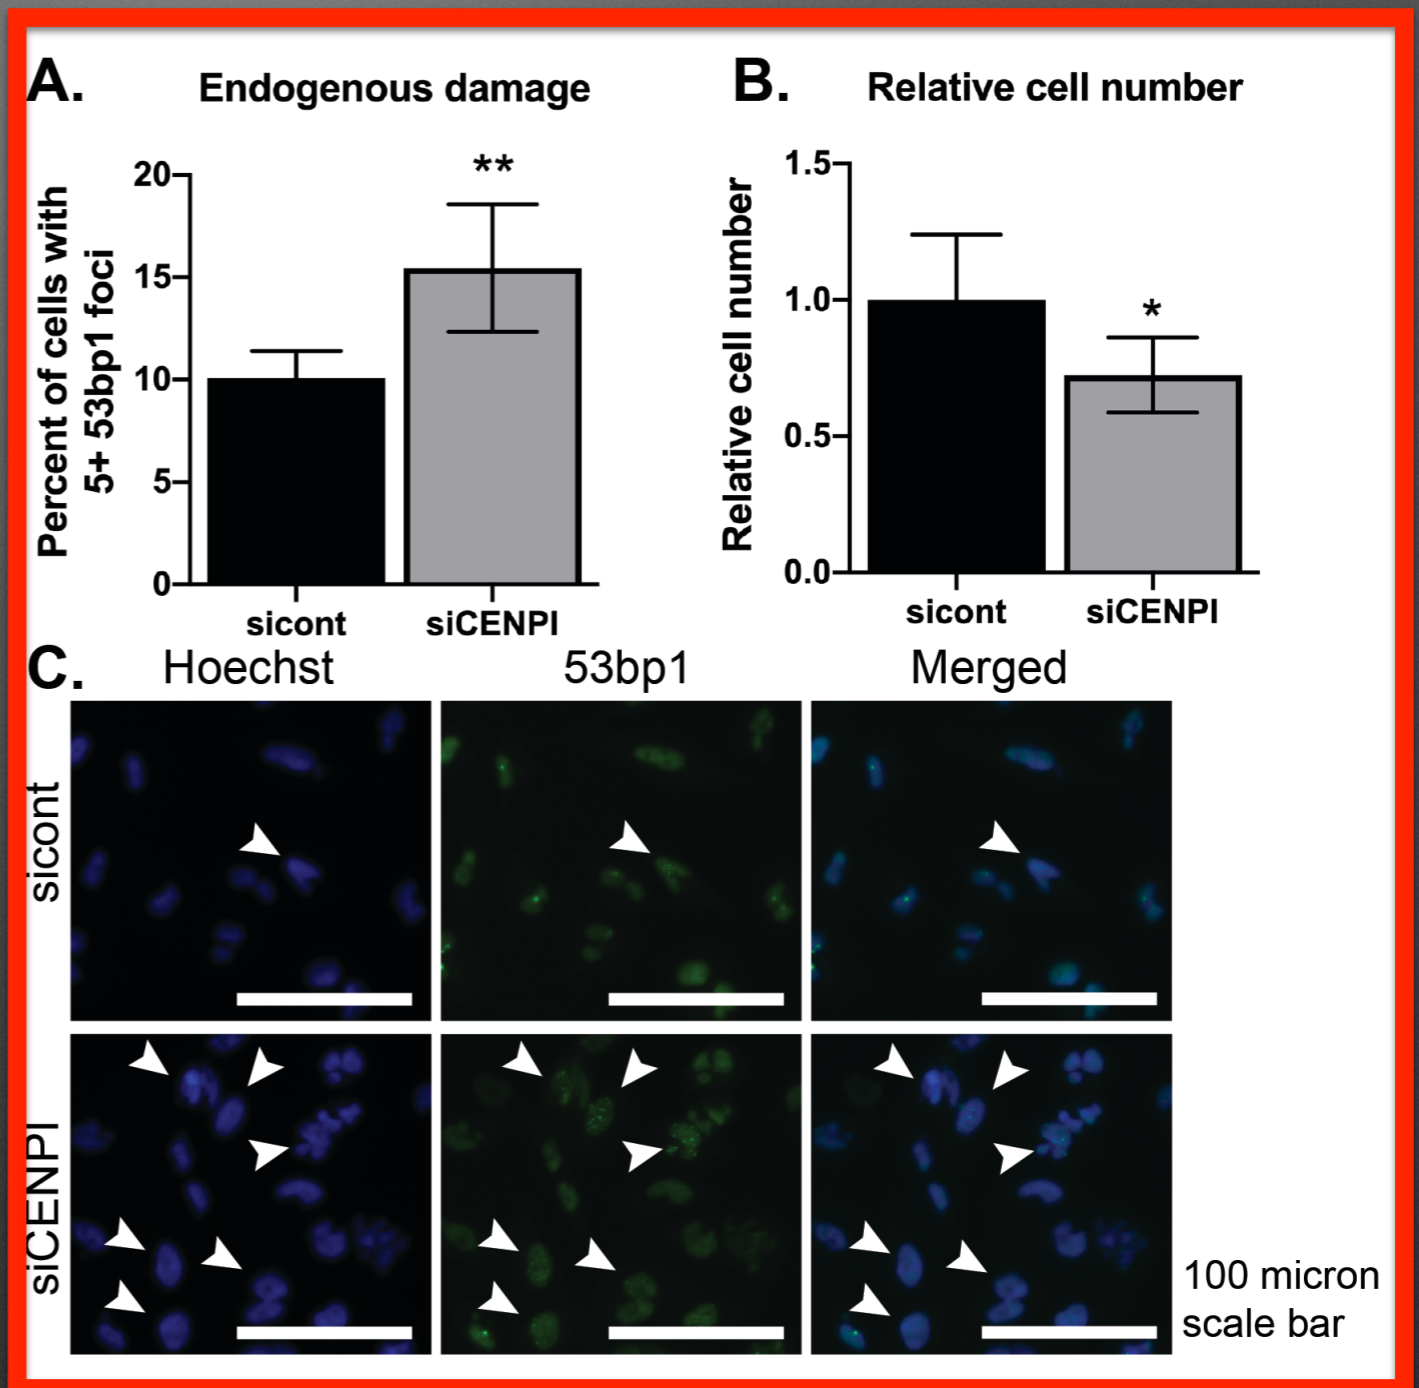 A.
Endogenous damage
Percent of cells with
5+ 53bp1 foci
20
15
10
5
0
**
sicont
siCENPI
B.
Relative cell number
Relative cell number
1.5
1.0
0.5
0.0
*
sicont
siCENPI
C.
Hoechst
53bp1
Merged
sicont
siCENPI
100 micron
scale bar